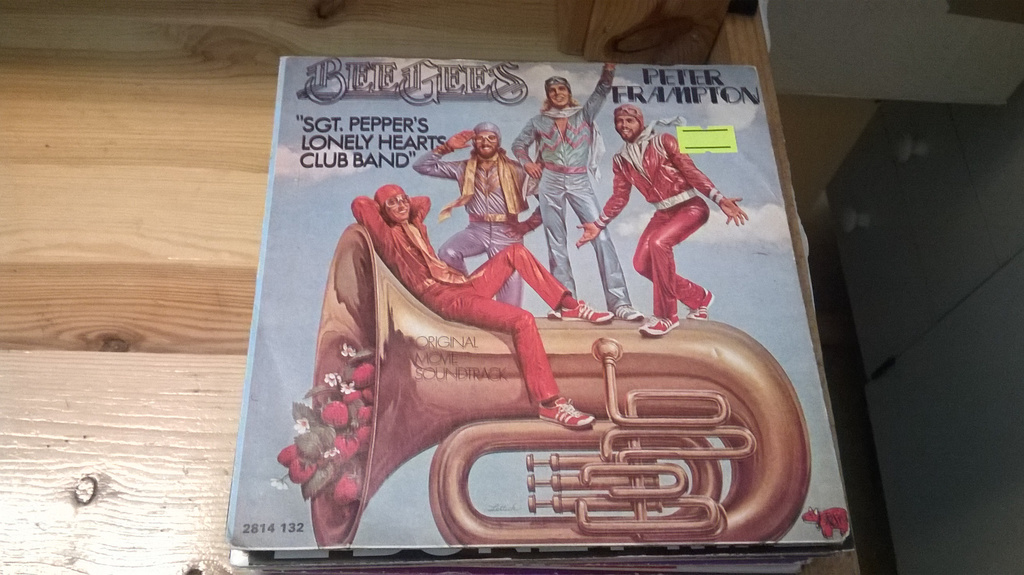 BEE GEES
PETER
FRAMPTON
"SGT. PEPPER'S
LONELY HEARTS
CLUB BAND"
ORIGINAL
MOVIE
SOUNDTRACK
2814 132